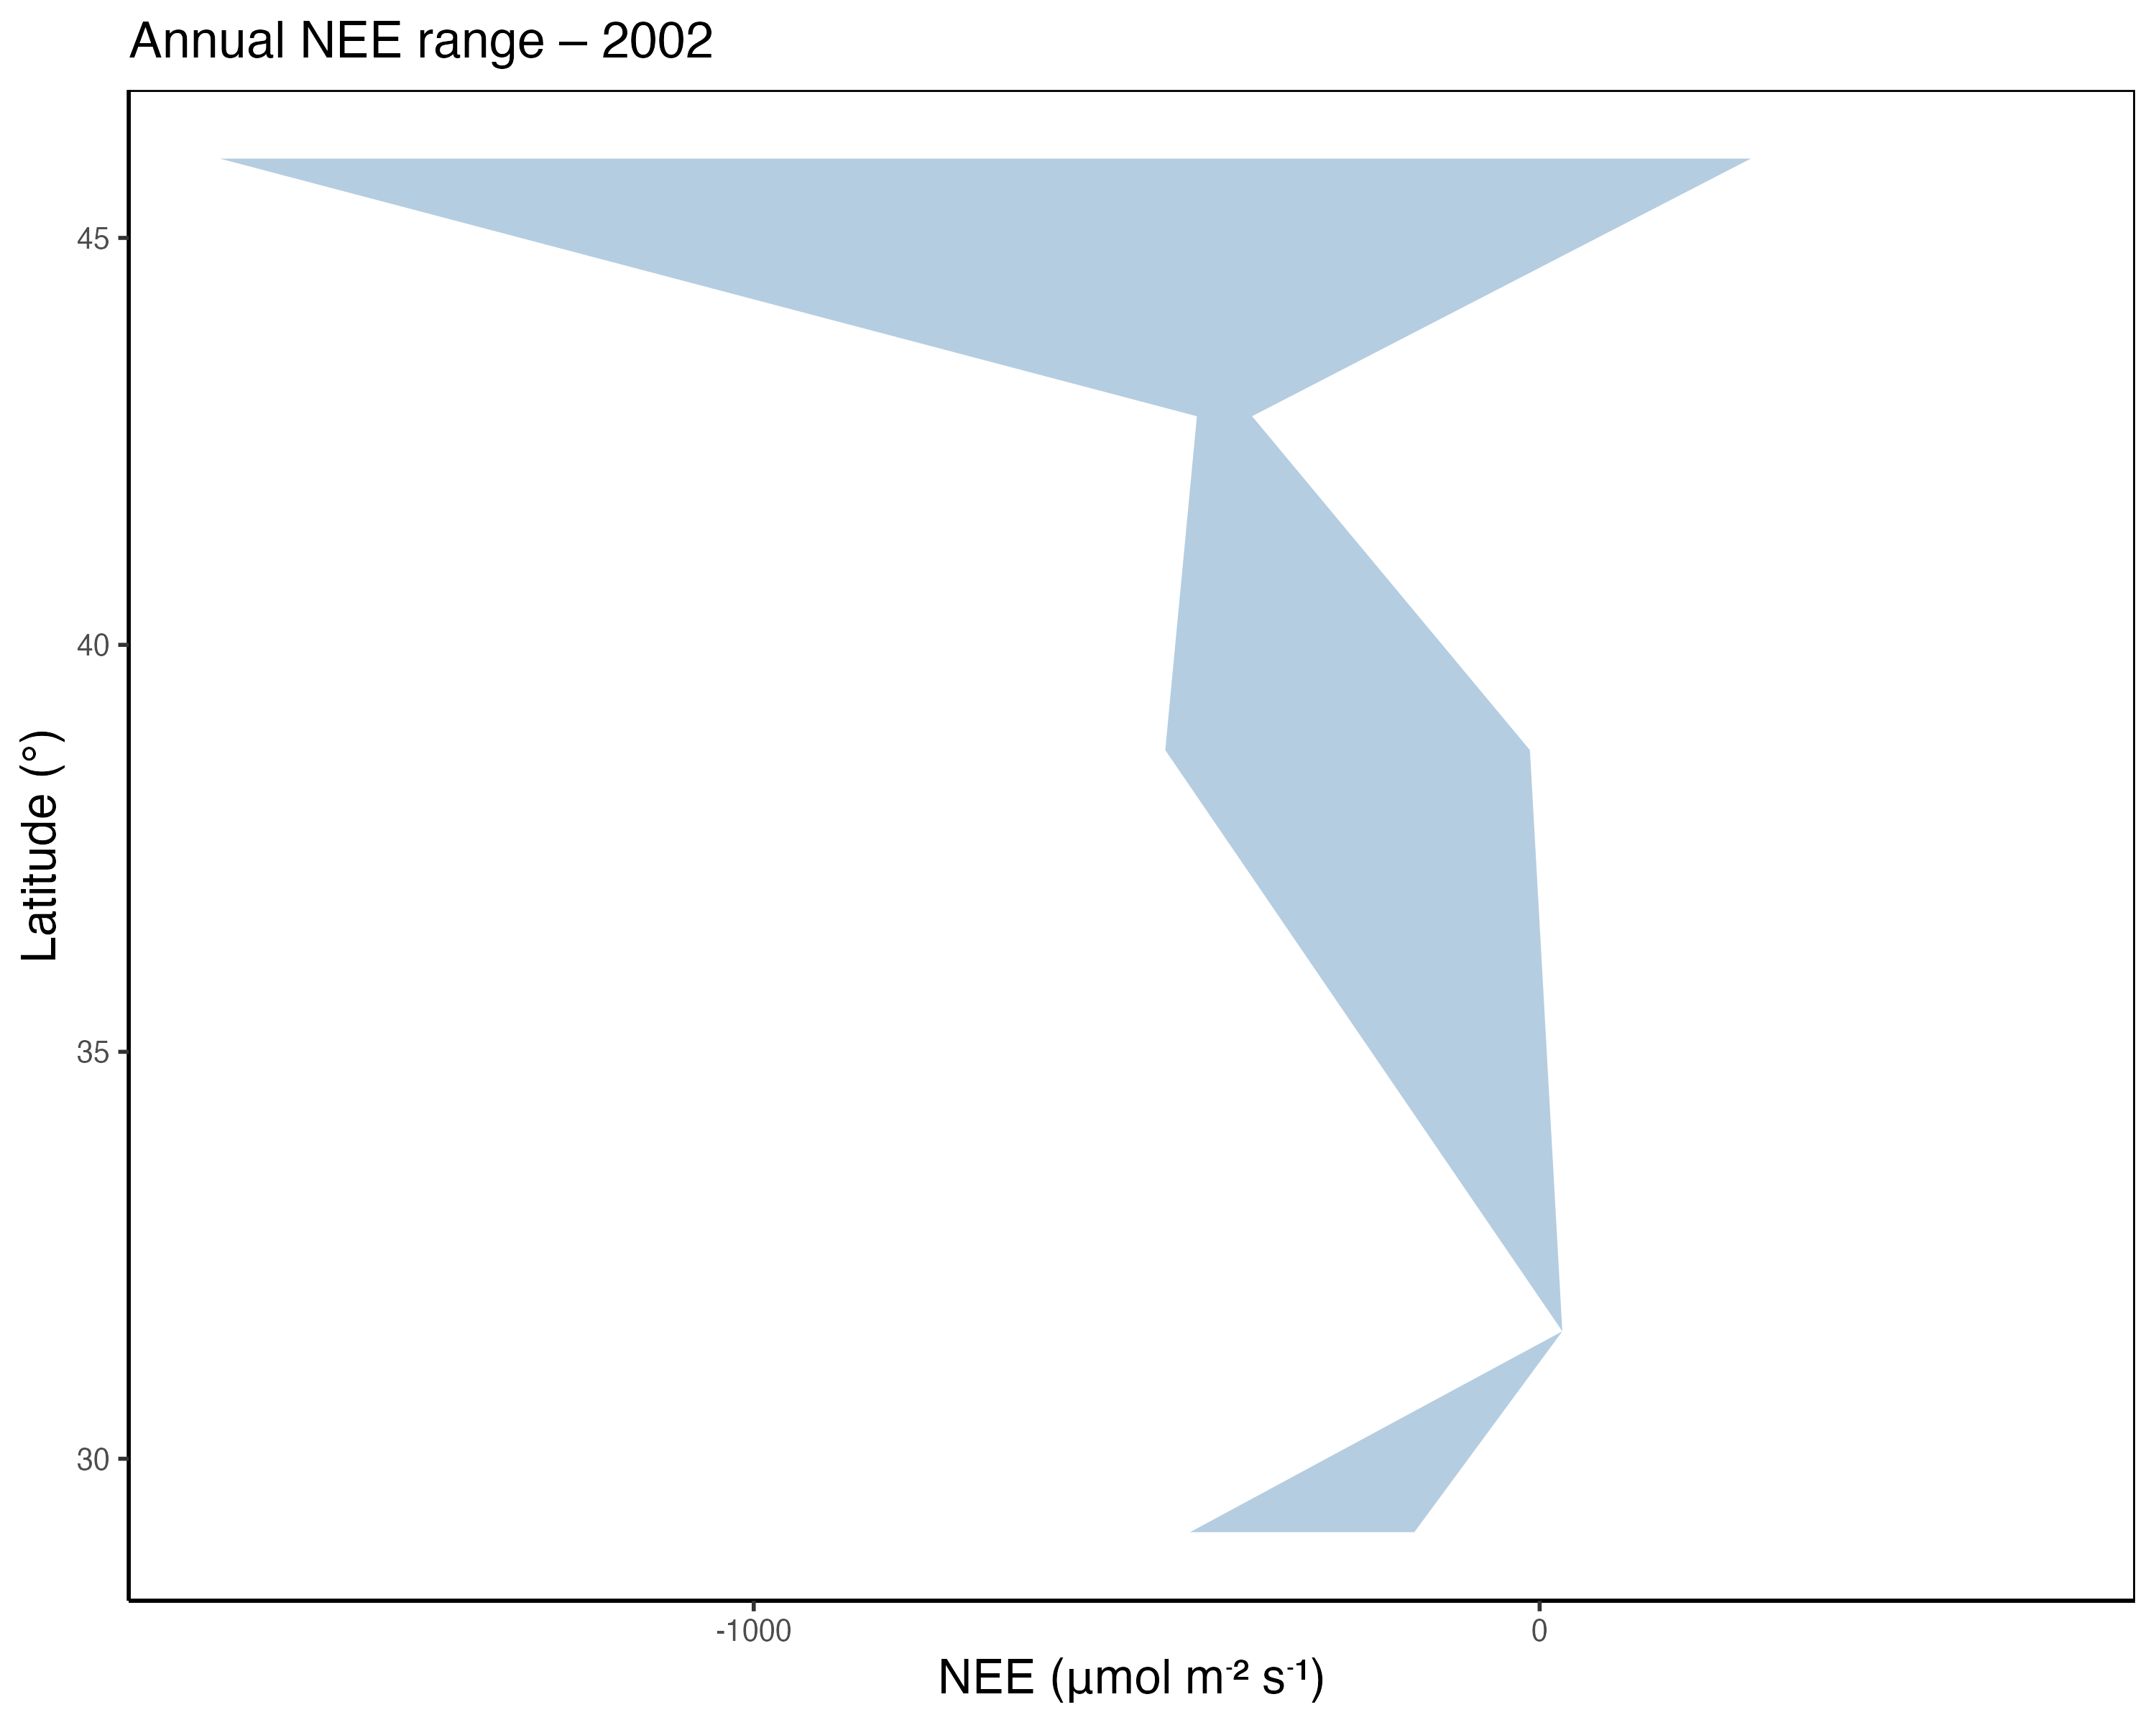 Annual NEE range – 2002
45
40
35
30
Latitude (°)
-1000
0
NEE (µmol m⁻² s⁻¹)